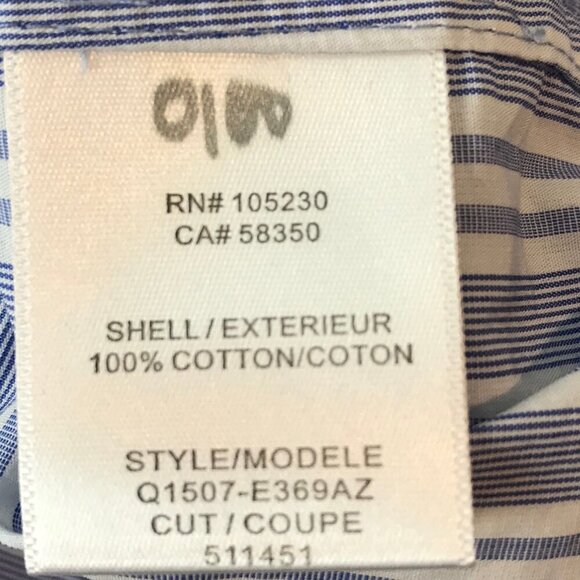 RN# 105230
CA# 58350
SHELL / EXTERIEUR
100% COTTON/COTON
STYLE/MODELE
Q1507-E369AZ
CUT / COUPE
511451